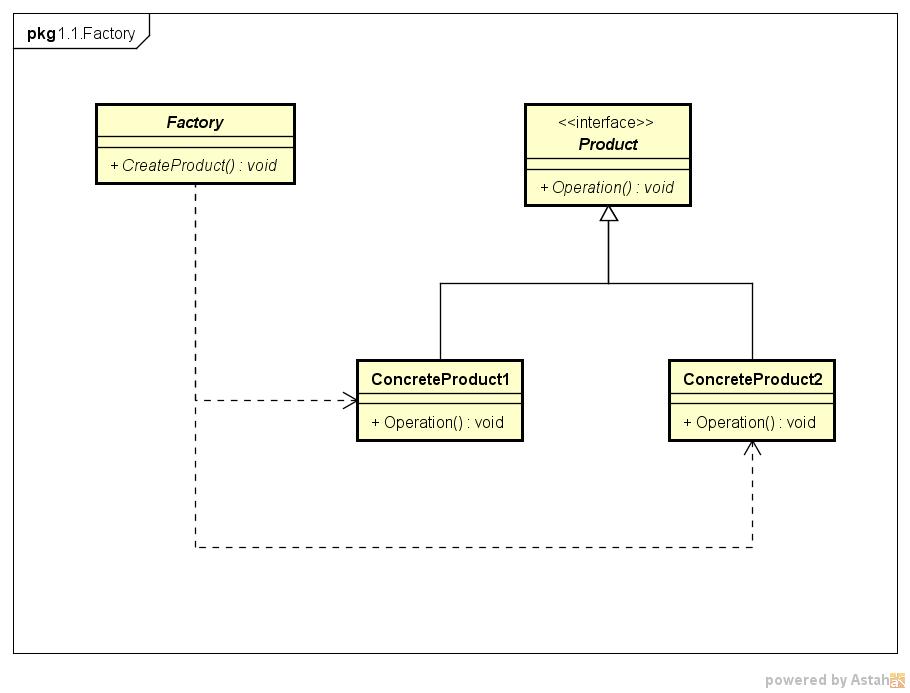 pkg 1.1.Factory
Factory
+ CreateProduct() : void
<<interface>>
Product
+ Operation() : void
ConcreteProduct1
+ Operation() : void
ConcreteProduct2
+ Operation() : void
powered by Astah